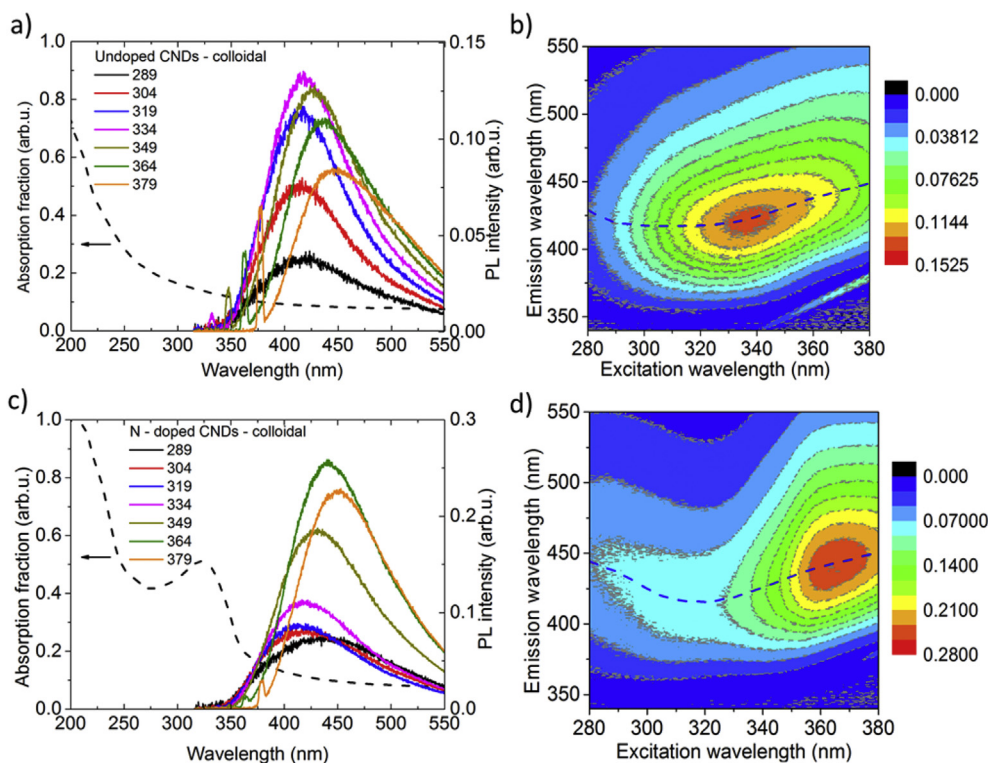 a)
Undoped CNDs - colloidal
289
304
319
334
349
364
379
Absorption fraction (arb.u.)
1.0
0.8
0.6
0.4
0.2
0.0
0.15
0.10
0.05
0.00
PL intensity (arb.u.)
200 250 300 350 400 450 500 550
Wavelength (nm)
b)
Emission wavelength (nm)
550
500
450
400
350
280 300 320 340 360 380
Excitation wavelength (nm)
0.000
0.03812
0.07625
0.1144
0.1525
c)
N - doped CNDs - colloidal
289
304
319
334
349
364
379
Absorption fraction (arb.u.)
1.0
0.8
0.6
0.4
0.2
0.0
0.3
0.2
0.1
0.0
PL intensity (arb.u.)
200 250 300 350 400 450 500 550
Wavelength (nm)
d)
Emission wavelength (nm)
550
500
450
400
350
280 300 320 340 360 380
Excitation wavelength (nm)
0.000
0.07000
0.1400
0.2100
0.2800